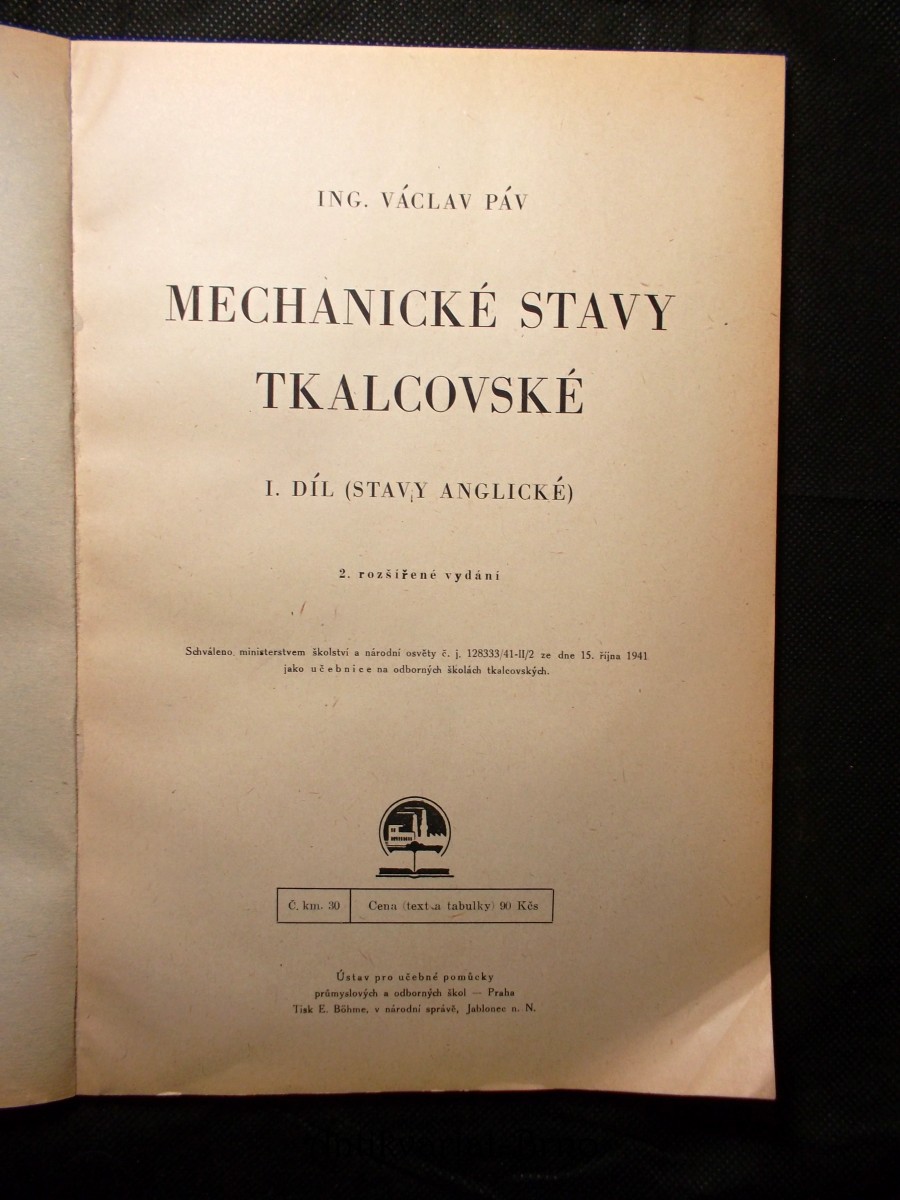 ING. VÁCLAV PÁV
MECHANICKÉ STAVY
TKALCOVSKÉ
I. DÍL (STAVY ANGLICKÉ)
2. rozšířené vydání
Schváleno ministerstvem školství a národní osvěty č. j. 128333/41-II/2 ze dne 15. října 1941
jako učebnice na odborných školách tkalcovských.
Č. km. 30 Cena (text a tabulky) 90 Kčs
Ústav pro učebné pomůcky
průmyslových a odborných škol — Praha
Tisk E. Böhme, v národní správě, Jablonec n. N.